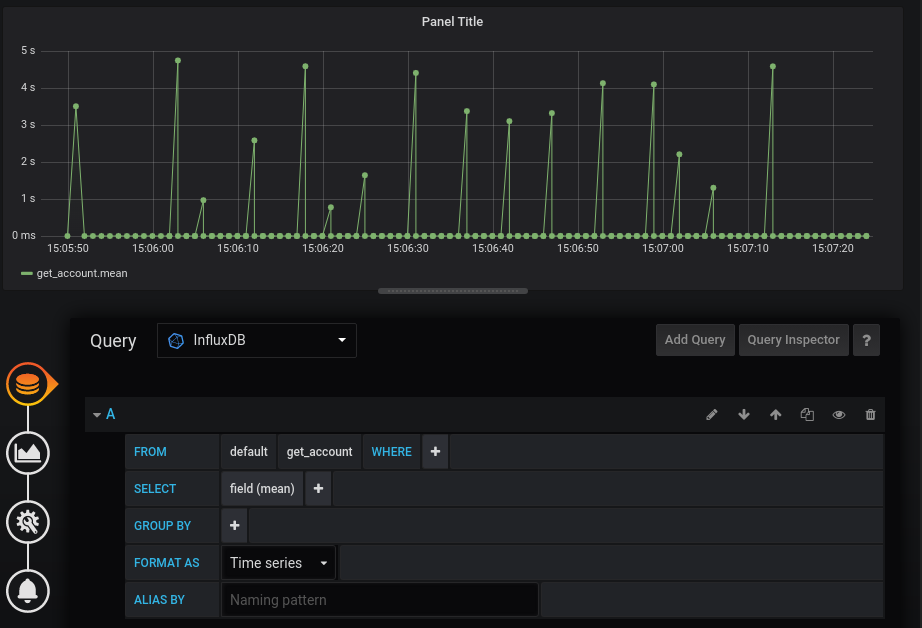 Panel Title
5 s
4 s
3 s
2 s
1 s
0 ms
15:05:50 15:06:00 15:06:10 15:06:20 15:06:30 15:06:40 15:06:50 15:07:00 15:07:10 15:07:20
get_account.mean
Query InfluxDB Add Query Query Inspector ?
A
FROM default get_account WHERE +
SELECT field (mean) +
GROUP BY +
FORMAT AS Time series
ALIAS BY Naming pattern